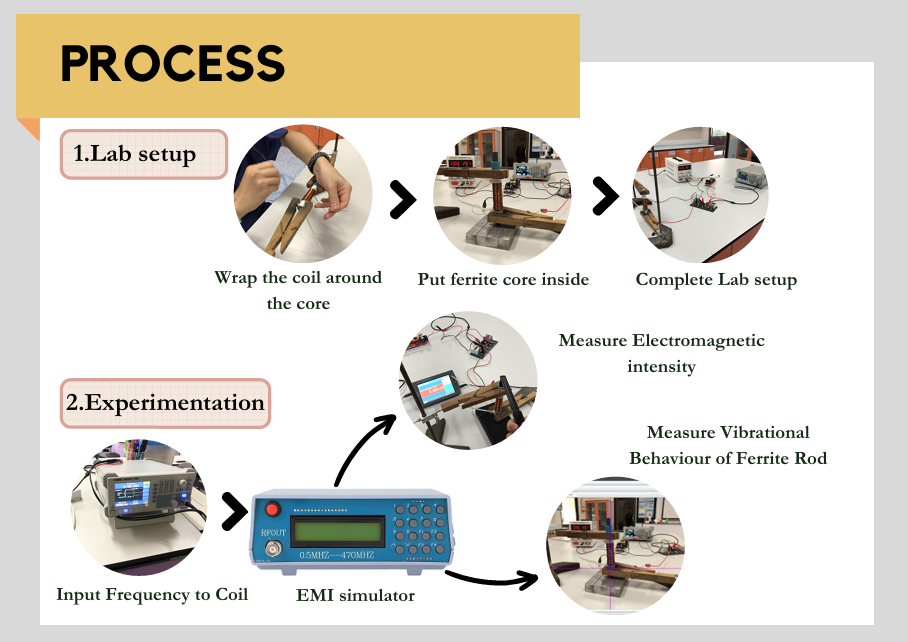 PROCESS
1.Lab setup
Wrap the coil around
the core
Put ferrite core inside
Complete Lab setup
Measure Electromagnetic
intensity
2.Experimentation
Measure Vibrational
Behaviour of Ferrite Rod
RFOUT
0.5MHZ--470MHZ
Input Frequency to Coil
EMI simulator